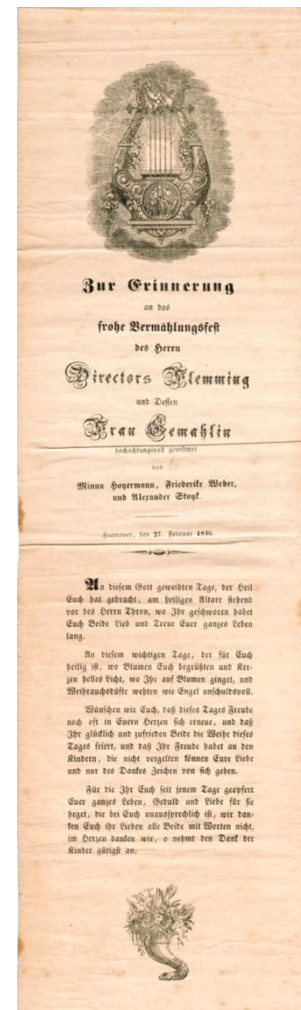 Zur Erinnerung
an das
frohe Vermählungsfest
des Herrn
Directors Flemming
und Dessen
Frau Gemahlin
hochachtungsvoll gewidmet
von
Minna Hoyermann, Friederike Weber,
und Alexander Stoyk.
Hannover, den 27. Februar 1846.
An diesem Gott geweihten Tage, der Heil
Euch hat gebracht, am heiligen Altare stehend
vor des Herrn Thron, wo Ihr geschworen habet
Euch Beide Lieb und Treue Euer ganzes Leben
lang.
An diesem wichtigen Tage, der für Euch
heilig ist, wo Blumen Euch begrüßten und Ker-
zen helles Licht, wo Ihr auf Blumen ginget, und
Weihrauchsdüfte wehten wie Engel unschuldsvoll.
Wünschen wir Euch, daß dieses Tages Freude
noch oft in Euern Herzen sich erneue, und daß
Ihr glücklich und zufrieden Beide die Weihe dieses
Tages feiert, und daß Ihr Freude habet an den
Kindern, die nicht vergelten können Eure Liebe
und nur des Dankes Zeichen von sich geben.
Für die Ihr Euch seit jenem Tage geopfert
Euer ganzes Leben, Geduld und Liebe für sie
heget, die bei Euch unaussprechlich ist, wir dan-
ken Euch ihr Lieben alle Beide mit Worten nicht,
im Herzen danken wir, o nehmt den Dank der
Kinder gütigst an.